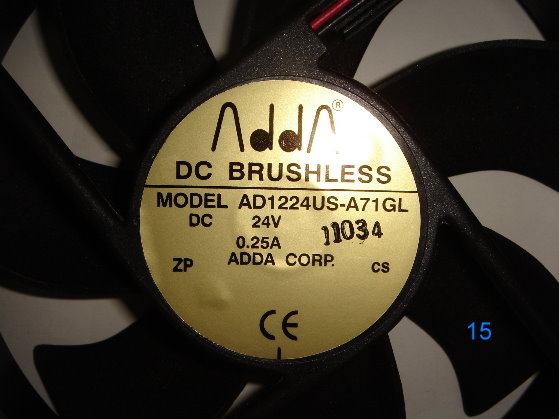 AddA®
DC BRUSHLESS
MODEL AD1224US-A71GL
DC 24V
0.25A 11034
ZP ADDA CORP. CS
CE
15